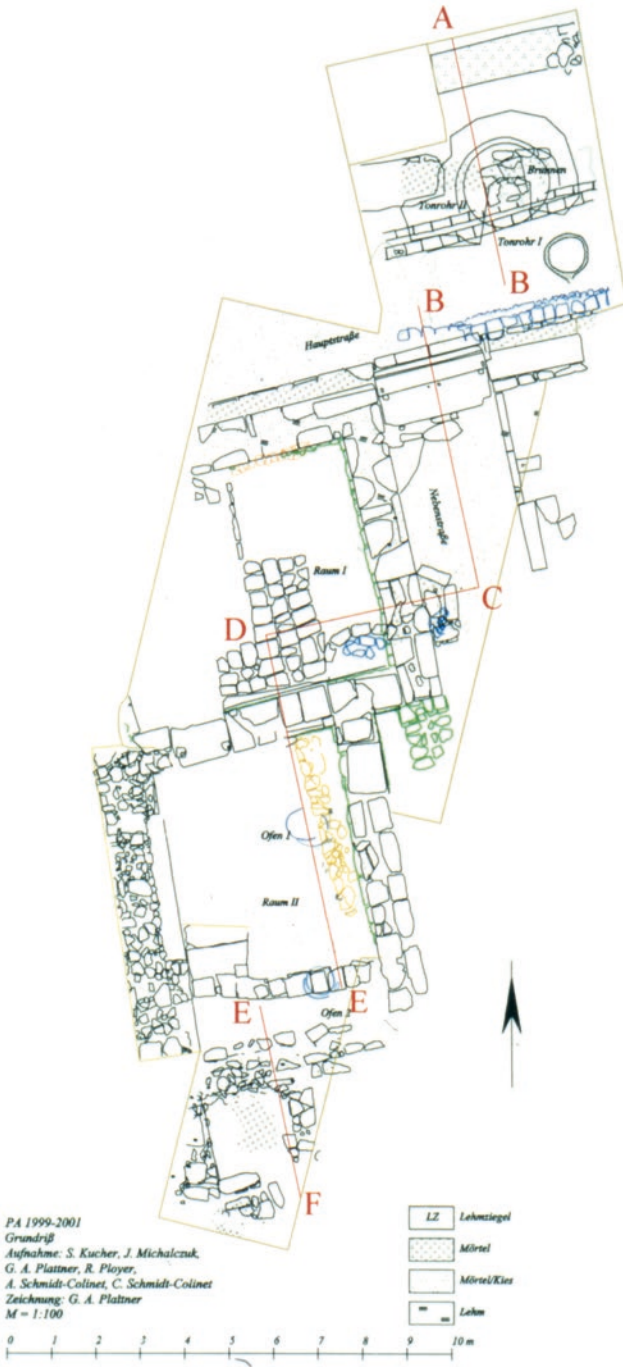 A
Brunnen
Tonrohr II
Tonrohr I
B
B
Hauptstraße
Nebenstraße
Raum I
C
D
Ofen I
Raum II
E
E
Ofen 2
F
PA 1999-2001
Grundriß
Aufnahme: S. Kucher, J. Michalczuk,
G. A. Plattner, R. Ployer,
A. Schmidt-Colinet, C. Schmidt-Colinet
Zeichnung: G. A. Plattner
M = 1:100
LZ Lehmziegel
Mörtel
Mörtel/Kies
Lehm
0 1 2 3 4 5 6 7 8 9 10 m